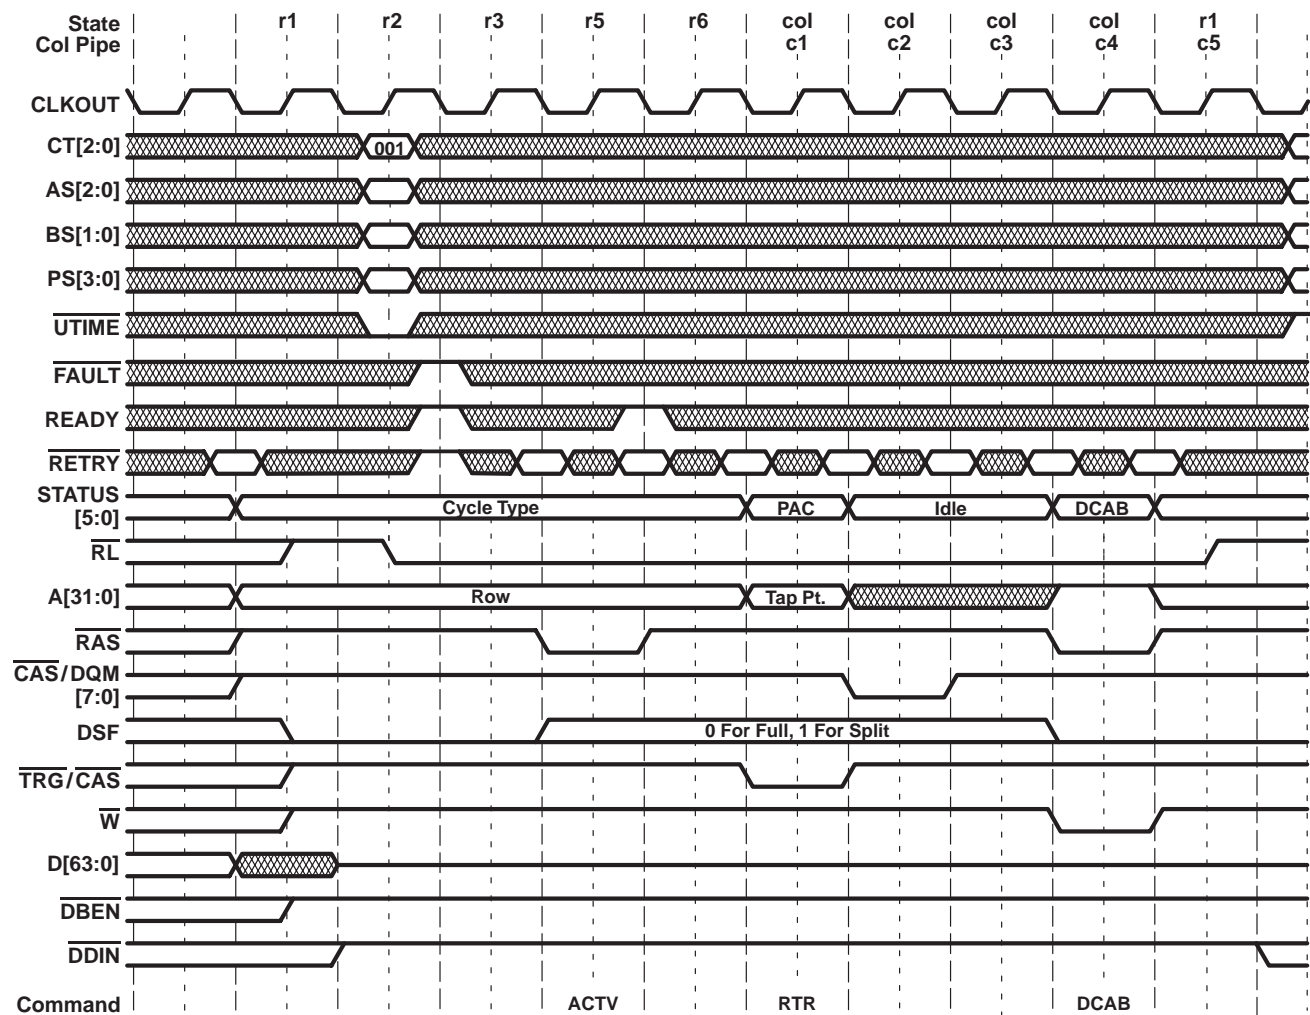 State r1 r2 r3 r5 r6 col col col col r1
Col Pipe c1 c2 c3 c4 c5
CLKOUT
CT[2:0] 001
AS[2:0]
BS[1:0]
PS[3:0]
UTIME
FAULT
READY
RETRY
STATUS
[5:0] Cycle Type PAC Idle DCAB
RL
A[31:0] Row Tap Pt.
RAS
CAS/DQM
[7:0]
DSF 0 For Full, 1 For Split
TRG/CAS
W
D[63:0]
DBEN
DDIN
Command ACTV RTR DCAB